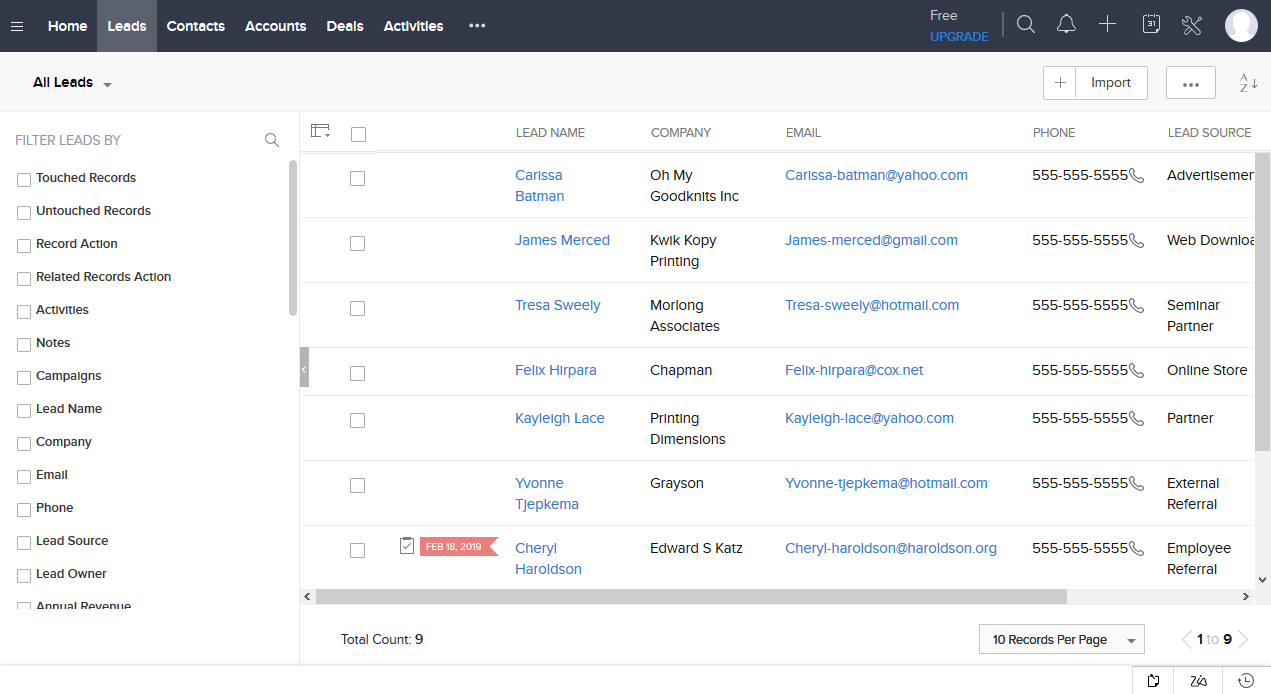 Home Leads Contacts Accounts Deals Activities ••• Free
UPGRADE 31
All Leads
Import •••
A
Z
FILTER LEADS BY
Touched Records
Untouched Records
Record Action
Related Records Action
Activities
Notes
Campaigns
Lead Name
Company
Email
Phone
Lead Source
Lead Owner
Annual Revenue
LEAD NAME COMPANY EMAIL PHONE LEAD SOURCE
Carissa Oh My Carissa-batman@yahoo.com 555-555-5555 Advertisemen
Batman Goodknits Inc
James Merced Kwik Kopy James-merced@gmail.com 555-555-5555 Web Downloa
Printing
Tresa Sweely Morlong Tresa-sweely@hotmail.com 555-555-5555 Seminar
Associates Partner
Felix Hirpara Chapman Felix-hirpara@cox.net 555-555-5555 Online Store
Kayleigh Lace Printing Kayleigh-lace@yahoo.com 555-555-5555 Partner
Dimensions
Yvonne Grayson Yvonne-tjepkema@hotmail.com 555-555-5555 External
Tjepkema Referral
FEB 18, 2019 Cheryl Edward S Katz Cheryl-haroldson@haroldson.org 555-555-5555 Employee
Haroldson Referral
Total Count: 9 10 Records Per Page 1 to 9